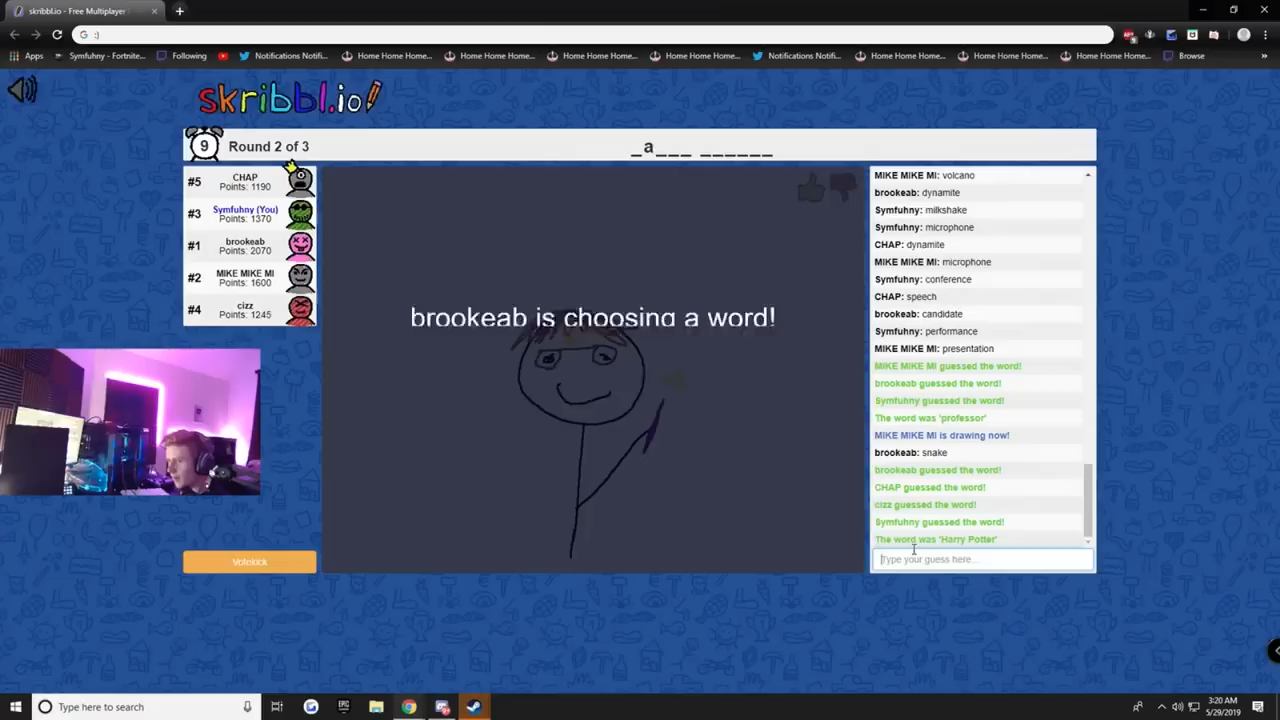 skribbl.io - Free Multiplayer
:)
Apps
Symfuhny - Fortnite...
Following
Notifications Notifi...
Home Home Home...
Home Home Home...
Home Home Home...
Home Home Home...
Notifications Notifi...
Home Home Home...
Home Home Home...
Home Home Home...
Browse
skribbl.io
9
Round 2 of 3
_a___ ______
#5
CHAP
Points: 1190
#3
Symfuhny (You)
Points: 1370
#1
brookeab
Points: 2070
#2
MIKE MIKE MI
Points: 1600
#4
cizz
Points: 1245
Votekick
brookeab is choosing a word!
MIKE MIKE MI: volcano
brookeab: dynamite
Symfuhny: milkshake
Symfuhny: microphone
CHAP: dynamite
MIKE MIKE MI: microphone
Symfuhny: conference
CHAP: speech
brookeab: candidate
Symfuhny: performance
MIKE MIKE MI: presentation
MIKE MIKE MI guessed the word!
brookeab guessed the word!
Symfuhny guessed the word!
The word was 'professor'
MIKE MIKE MI is drawing now!
brookeab: snake
brookeab guessed the word!
CHAP guessed the word!
cizz guessed the word!
Symfuhny guessed the word!
The word was 'Harry Potter'
Type your guess here...
Type here to search
EPIC
3:20 AM
5/29/2019